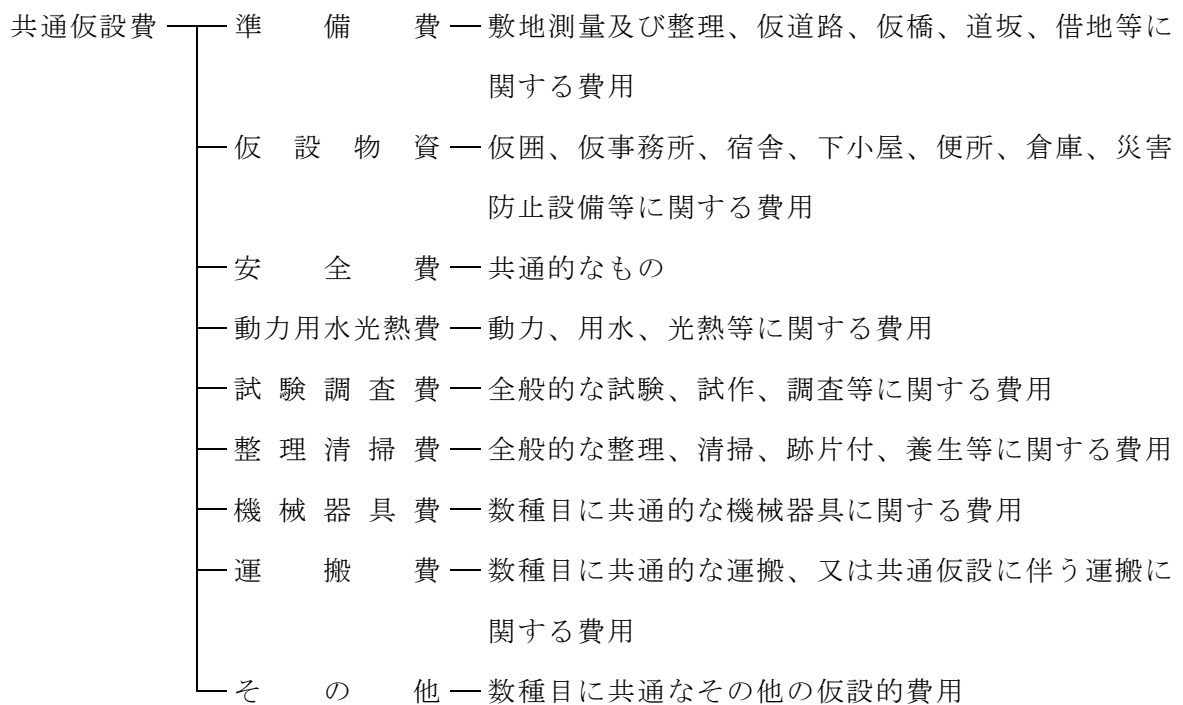 共通仮設費 準備費 敷地測量及び整理、仮道路、仮橋、道坂、借地等に
関する費用
仮設物資 仮囲、仮事務所、宿舎、下小屋、便所、倉庫、災害
防止設備等に関する費用
安全費 共通的なもの
動力用水光熱費 動力、用水、光熱等に関する費用
試験調査費 全般的な試験、試作、調査等に関する費用
整理清掃費 全般的な整理、清掃、跡片付、養生等に関する費用
機械器具費 数種目に共通的な機械器具に関する費用
運搬費 数種目に共通的な運搬、又は共通仮設に伴う運搬に
関する費用
その他 数種目に共通なその他の仮設的費用